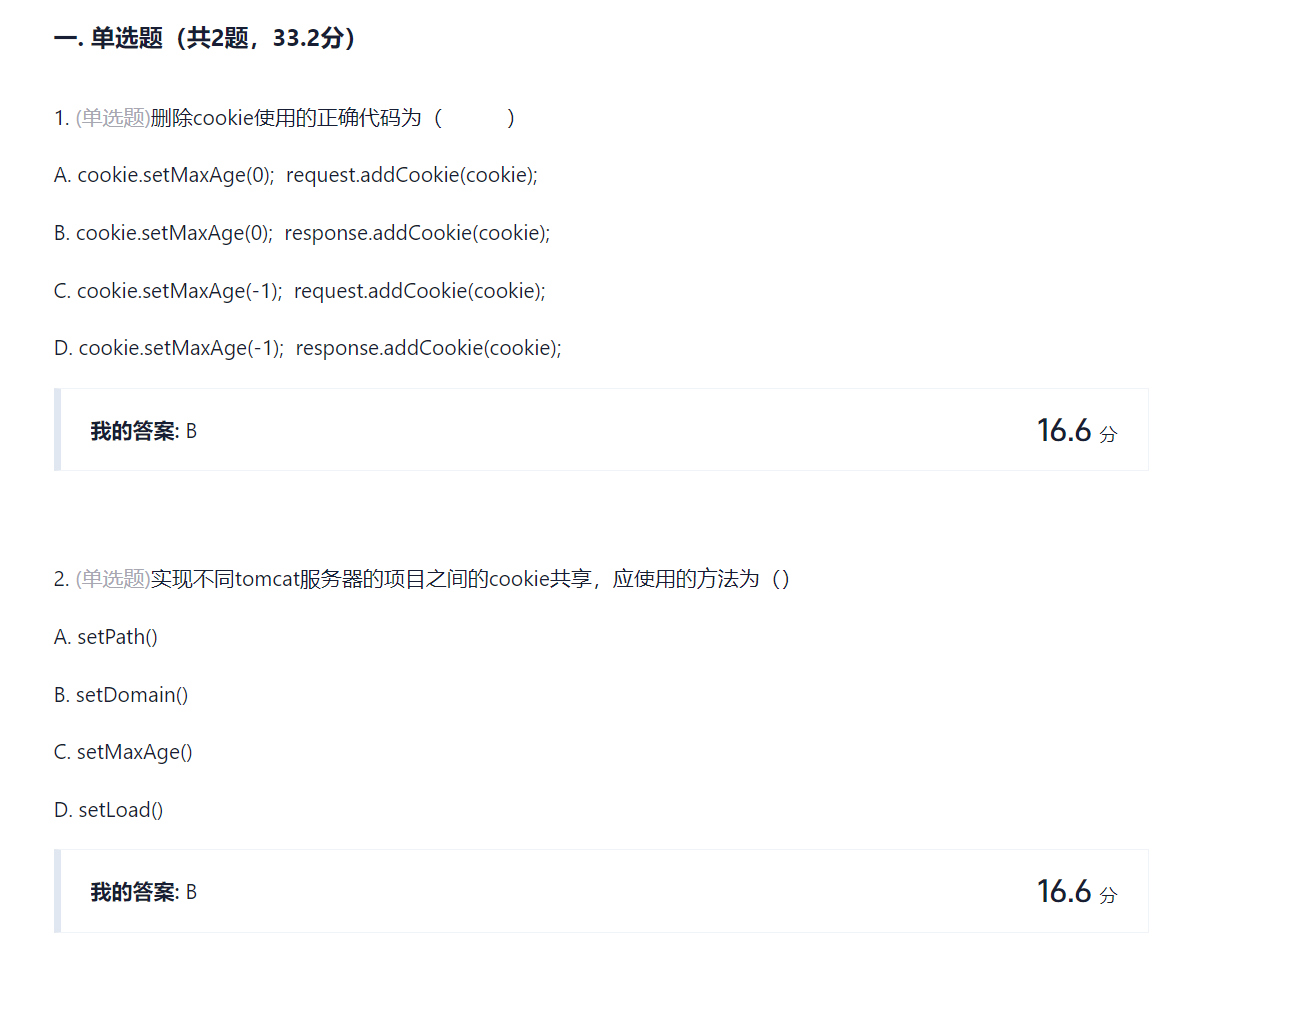 一. 单选题（共2题，33.2分）
1. (单选题)删除cookie使用的正确代码为（　　　）
A. cookie.setMaxAge(0);  request.addCookie(cookie);
B. cookie.setMaxAge(0);  response.addCookie(cookie);
C. cookie.setMaxAge(-1);  request.addCookie(cookie);
D. cookie.setMaxAge(-1);  response.addCookie(cookie);
我的答案: B 16.6 分
2. (单选题)实现不同tomcat服务器的项目之间的cookie共享，应使用的方法为（）
A. setPath()
B. setDomain()
C. setMaxAge()
D. setLoad()
我的答案: B 16.6 分